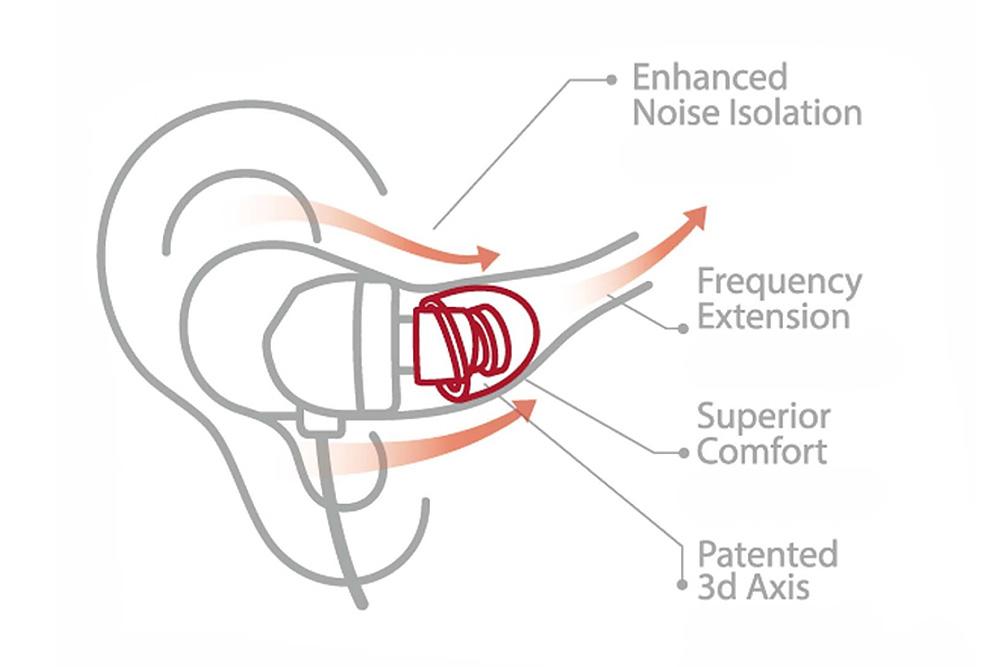 Enhanced
Noise Isolation
Frequency
Extension
Superior
Comfort
Patented
3d Axis